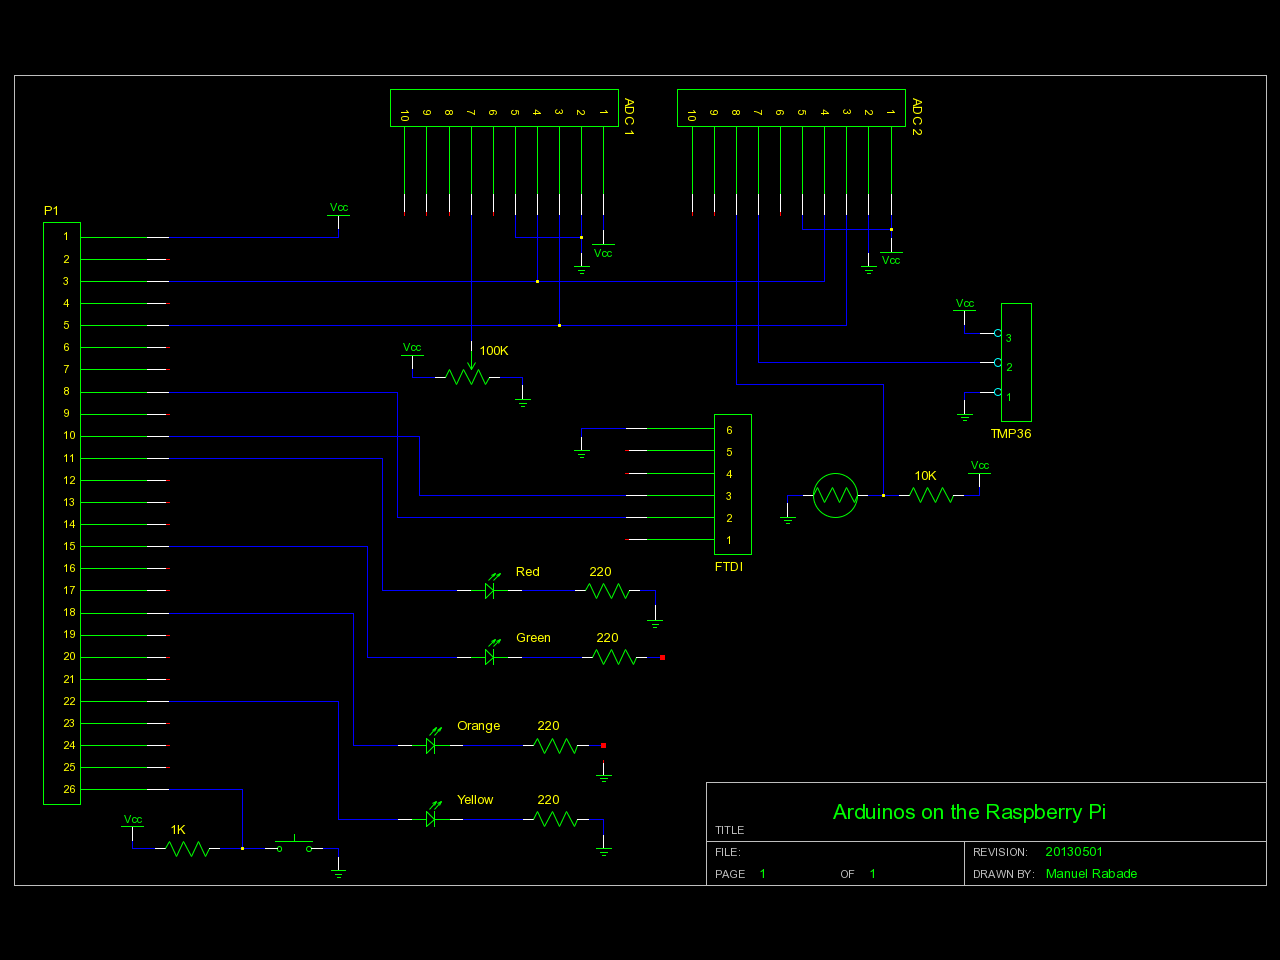 10 9 8 7 6 5 4 3 2 1
ADC 1
10 9 8 7 6 5 4 3 2 1
ADC 2
P1
1
2
3
4
5
6
7
8
9
10
11
12
13
14
15
16
17
18
19
20
21
22
23
24
25
26
Vcc
Vcc
Vcc
Vcc
100K
Vcc
3
2
1
TMP36
6
5
4
3
2
1
FTDI
10K
Vcc
Red
220
Green
220
Orange
220
Yellow
220
Vcc
1K
Arduinos on the Raspberry Pi
TITLE
FILE:
REVISION: 20130501
PAGE 1 OF 1
DRAWN BY: Manuel Rabade